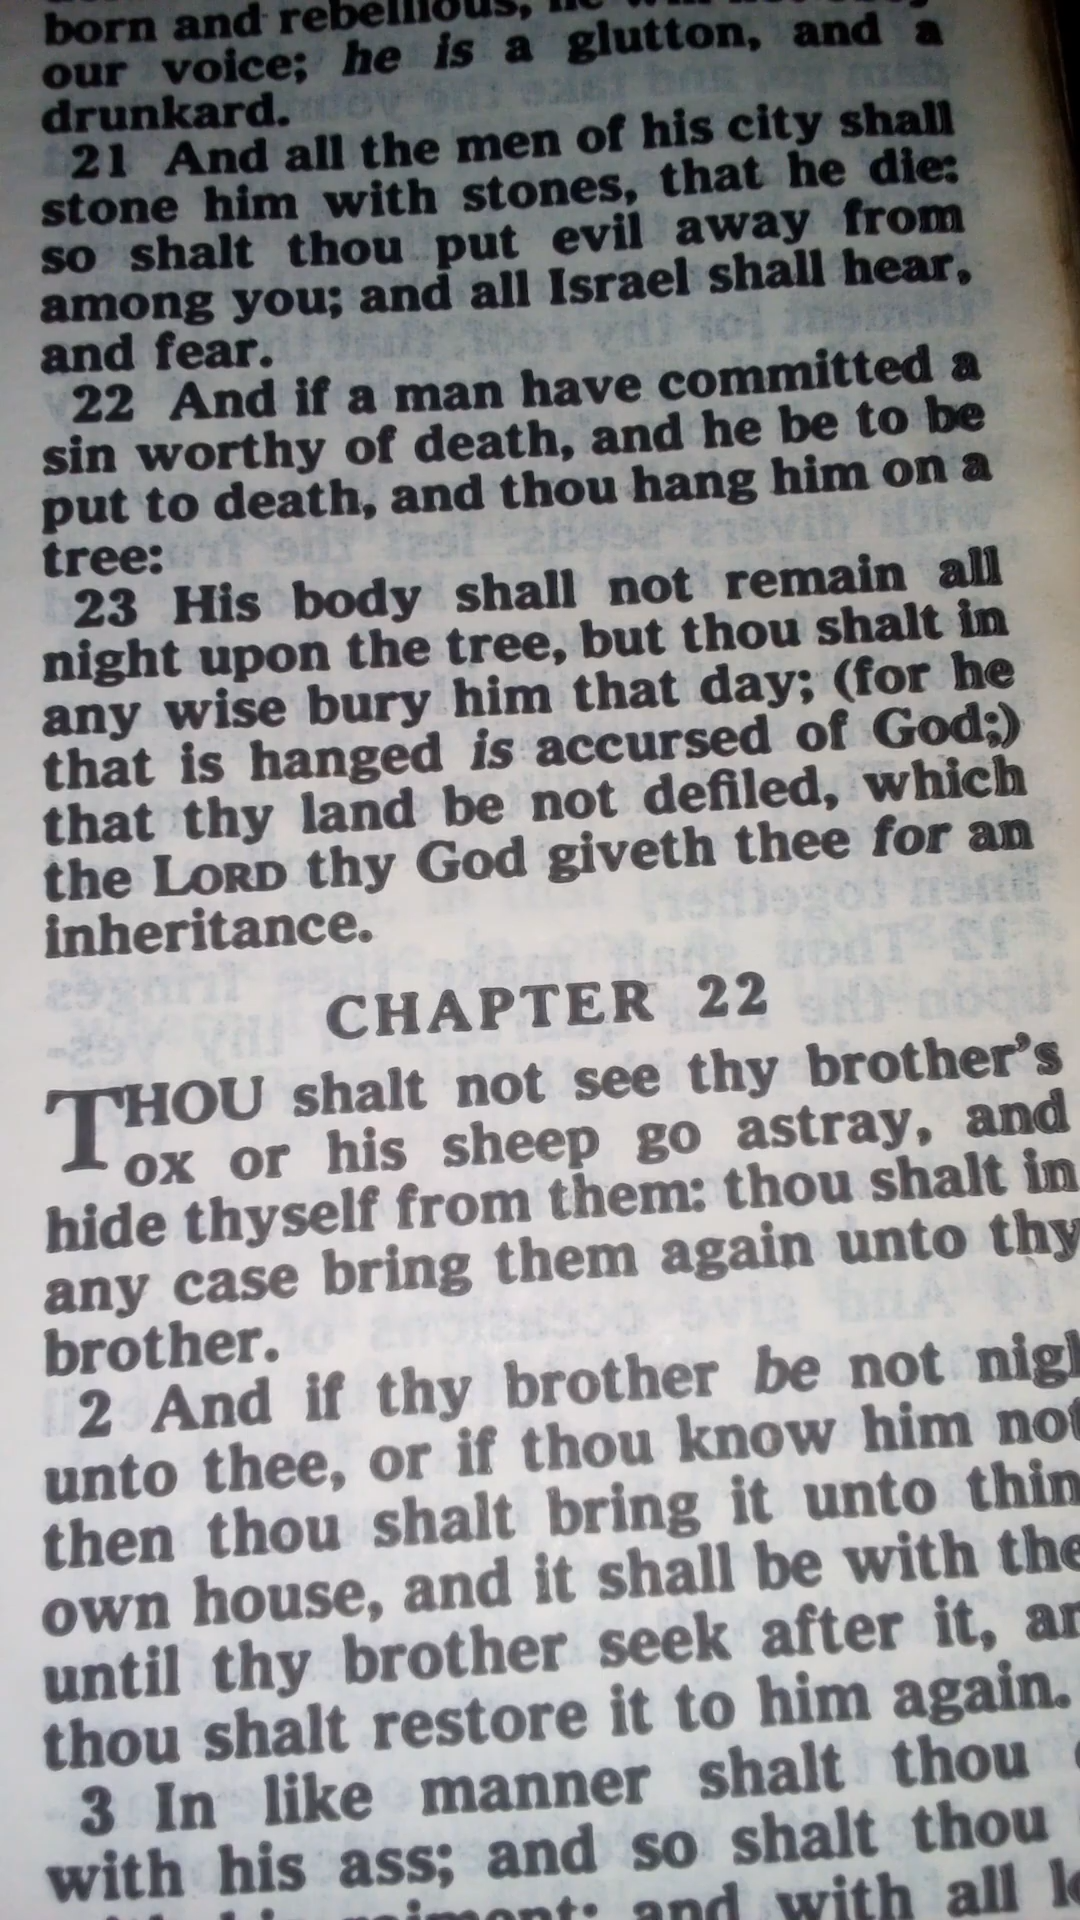 born and rebellious,
our voice; he is a glutton, and a
drunkard.
21 And all the men of his city shall
stone him with stones, that he die:
so shalt thou put evil away from
among you; and all Israel shall hear,
and fear.
22 And if a man have committed a
sin worthy of death, and he be to be
put to death, and thou hang him on a
tree:
23 His body shall not remain all
night upon the tree, but thou shalt in
any wise bury him that day; (for he
that is hanged is accursed of God;)
that thy land be not defiled, which
the LORD thy God giveth thee for an
inheritance.
CHAPTER 22
THOU shalt not see thy brother's
ox or his sheep go astray, and
hide thyself from them: thou shalt in
any case bring them again unto thy
brother.
2 And if thy brother be not
unto thee, or if thou know him not
then thou shalt bring it unto
own house, and it shall be with
until thy brother seek after it,
thou shalt restore it to him again.
3 In like manner shalt thou
with his ass; and so shalt thou
and with all